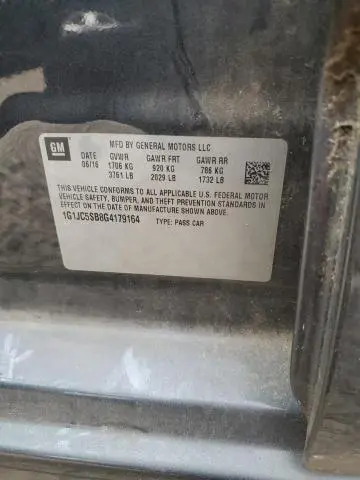 GM
MFD BY GENERAL MOTORS LLC
DATE GVWR GAWR FRT GAWR RR
06/16 1706 KG 920 KG 786 KG
3761 LB 2029 LB 1732 LB
THIS VEHICLE CONFORMS TO ALL APPLICABLE U.S. FEDERAL MOTOR
VEHICLE SAFETY, BUMPER, AND THEFT PREVENTION STANDARDS IN
EFFECT ON THE DATE OF MANUFACTURE SHOWN ABOVE.
1G1JC5SB8G4179164 TYPE: PASS CAR